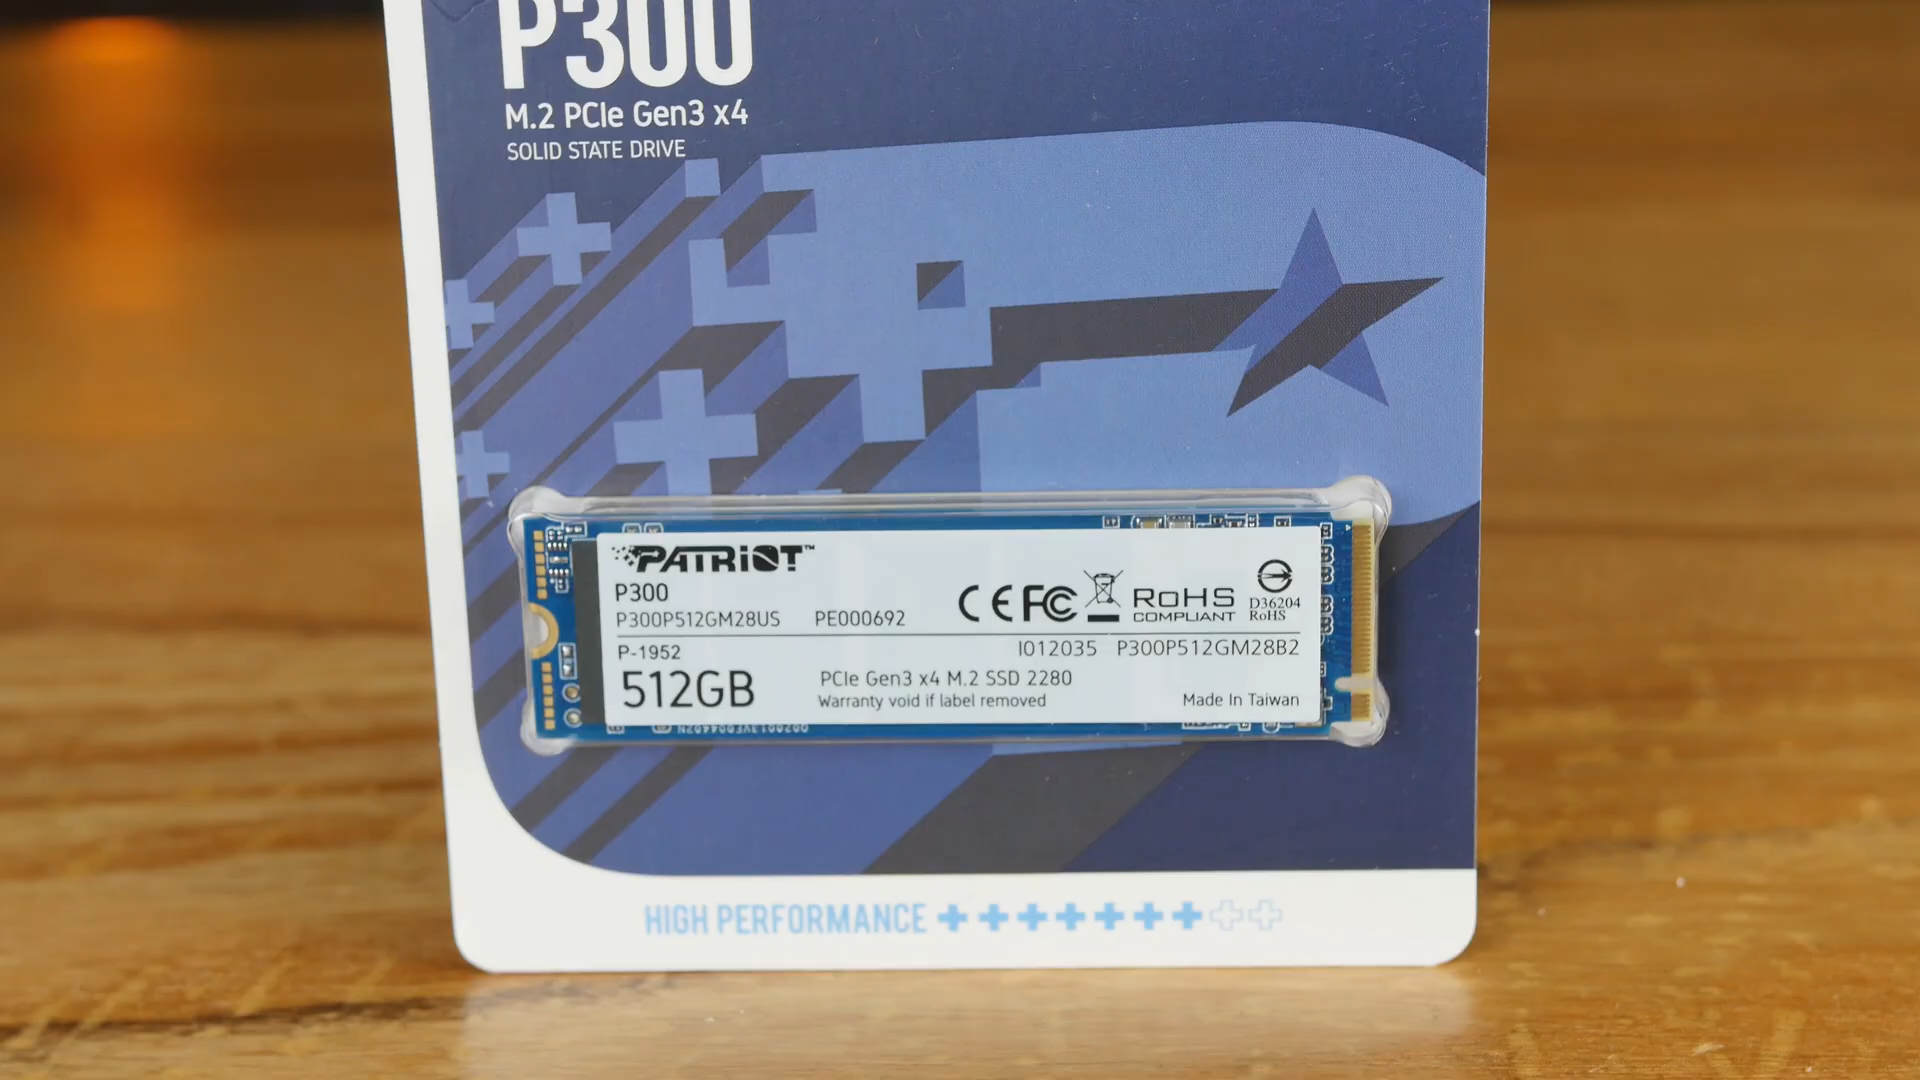 P300
M.2 PCIe Gen3 x4
SOLID STATE DRIVE
PATRiOT™
P300
P300P512GM28US PE000692
CE FC RoHS COMPLIANT
D36204
RoHS
P-1952 I012035 P300P512GM28B2
512GB
PCIe Gen3 x4 M.2 SSD 2280
Warranty void if label removed
Made In Taiwan
HIGH PERFORMANCE